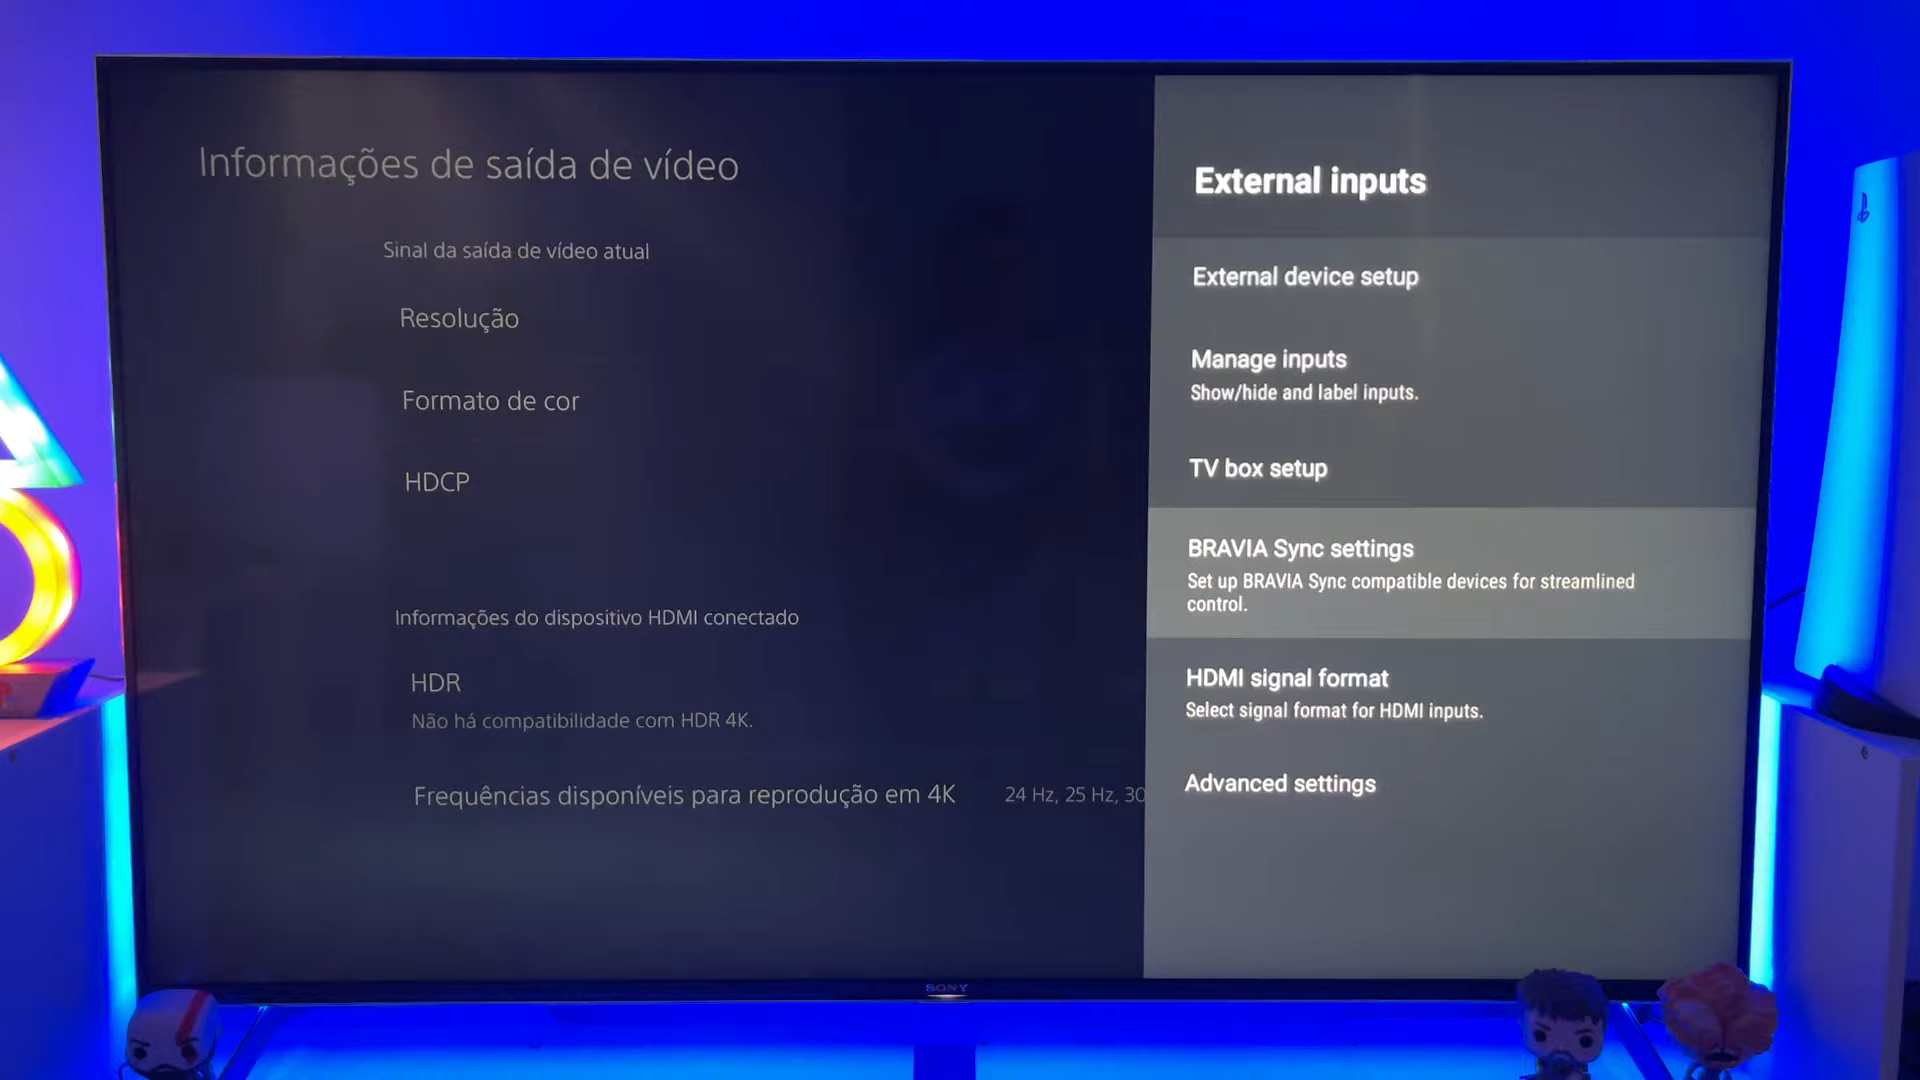 Informações de saída de vídeo
Sinal da saída de vídeo atual
Resolução
Formato de cor
HDCP
Informações do dispositivo HDMI conectado
HDR
Não há compatibilidade com HDR 4K.
Frequências disponíveis para reprodução em 4K 24 Hz, 25 Hz, 30
External inputs
External device setup
Manage inputs
Show/hide and label inputs.
TV box setup
BRAVIA Sync settings
Set up BRAVIA Sync compatible devices for streamlined
control.
HDMI signal format
Select signal format for HDMI inputs.
Advanced settings
SONY